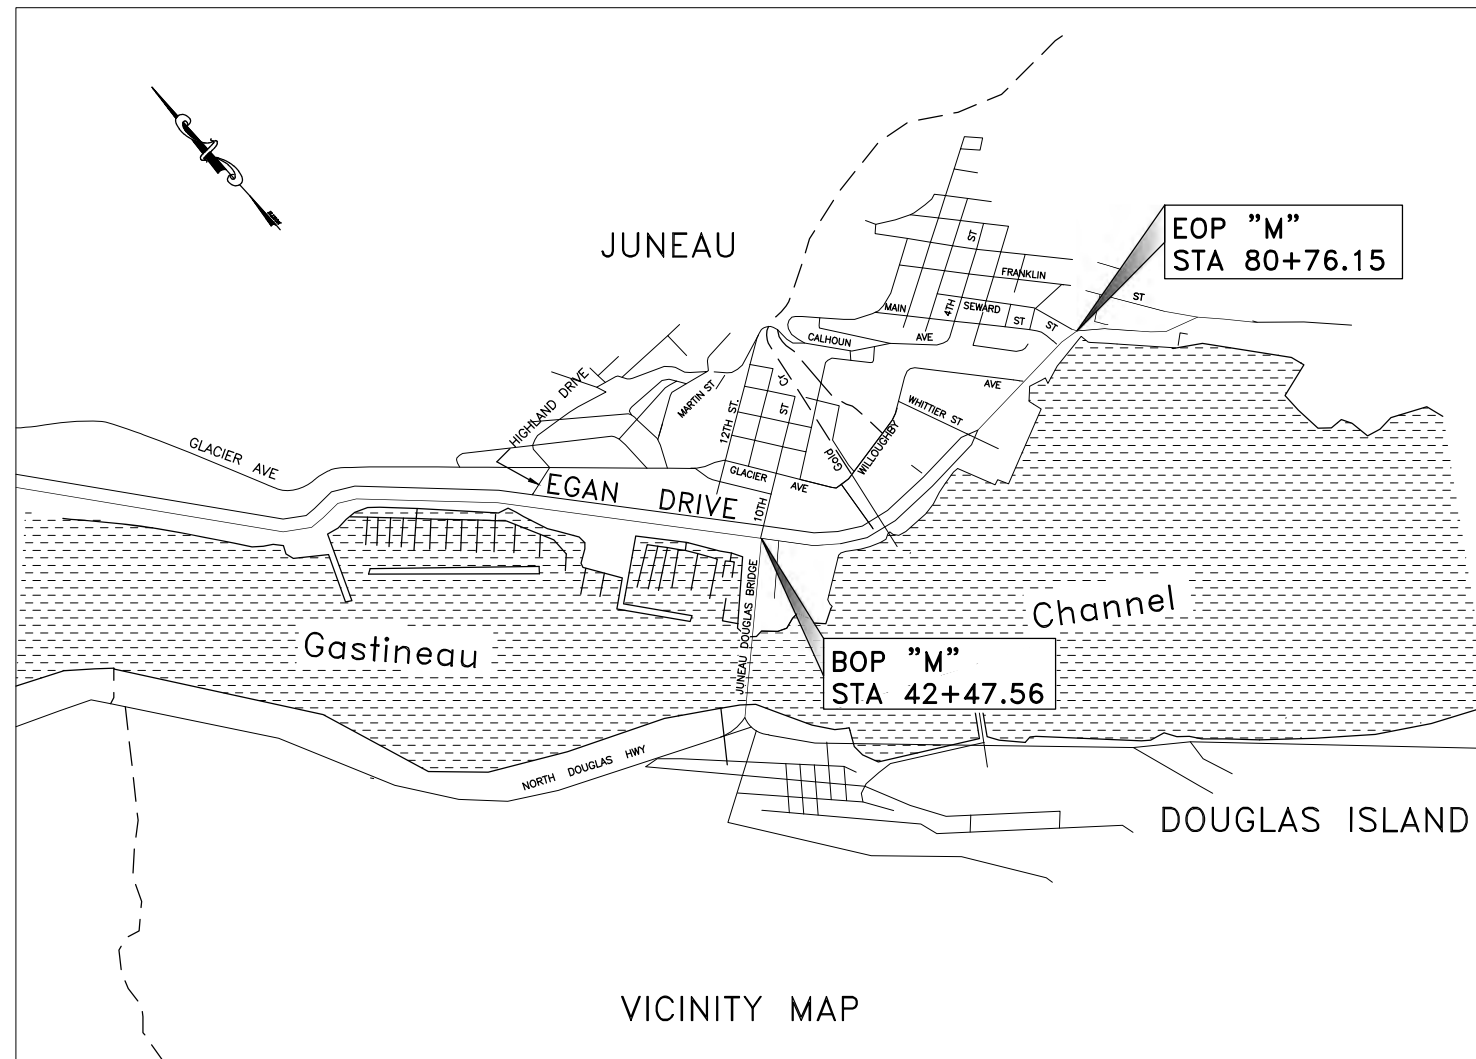 JUNEAU
EOP "M"
STA 80+76.15
ST
FRANKLIN
ST
MAIN
4TH
SEWARD
ST
ST
CALHOUN
AVE
HIGHLAND DRIVE
MARTIN ST
Cr
ST
12TH ST.
AVE
WHITTIER ST
WILLOUGHBY
Gold
GLACIER AVE
GLACIER
AVE
EGAN DRIVE
10TH
JUNEAU DOUGLAS BRIDGE
Gastineau
Channel
BOP "M"
STA 42+47.56
NORTH DOUGLAS HWY
DOUGLAS ISLAND
VICINITY MAP